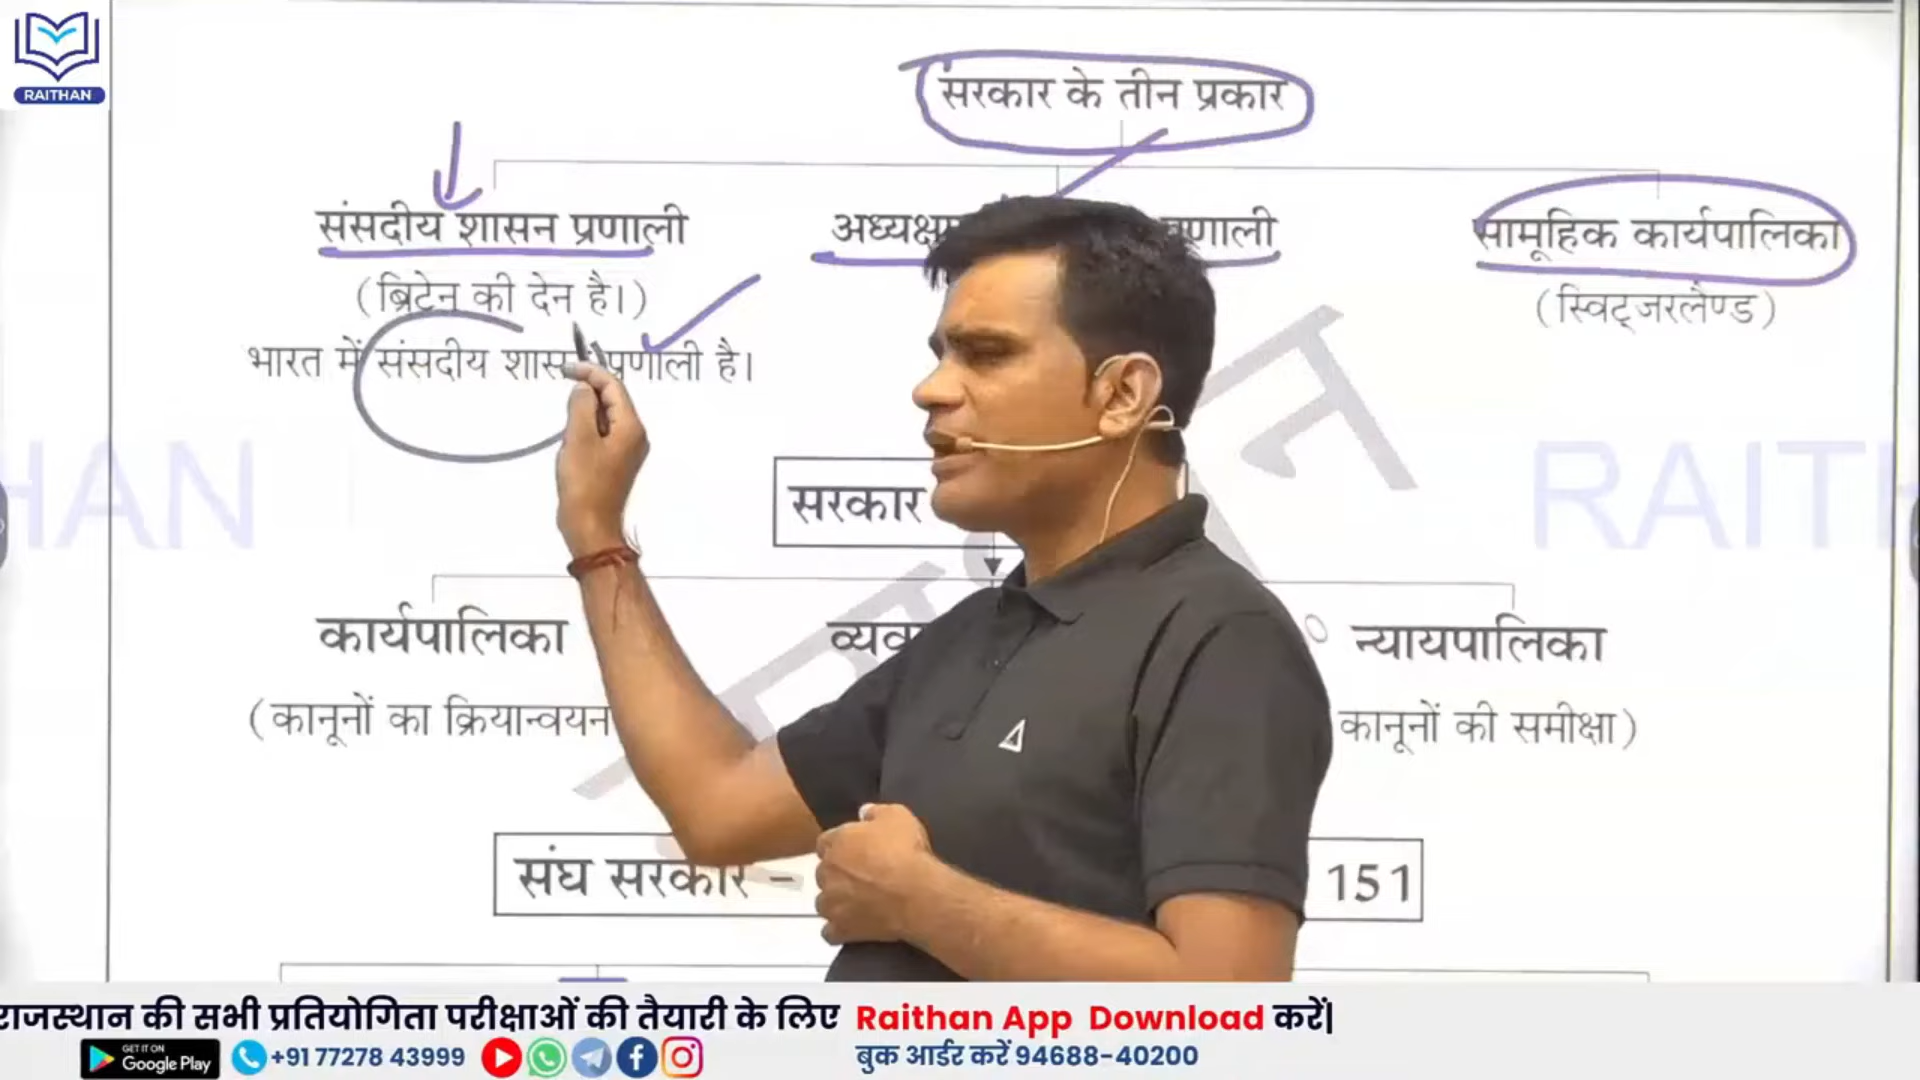 RAITHAN
सरकार के तीन प्रकार
संसदीय शासन प्रणाली
सामूहिक कार्यपालिका
(ब्रिटेन की देन है।)
(स्विट्जरलैण्ड)
भारत में संसदीय प्रणाली है।
सरकार
कार्यपालिका न्यायपालिका
(कानूनों का क्रियान्वयन कानूनों की समीक्षा)
संघ सरकार - 151
राजस्थान की सभी प्रतियोगिता परीक्षाओं की तैयारी के लिए Raithan App Download करें|
GET IT ON
Google Play
+91 77278 43999
बुक आर्डर करें 94688-40200